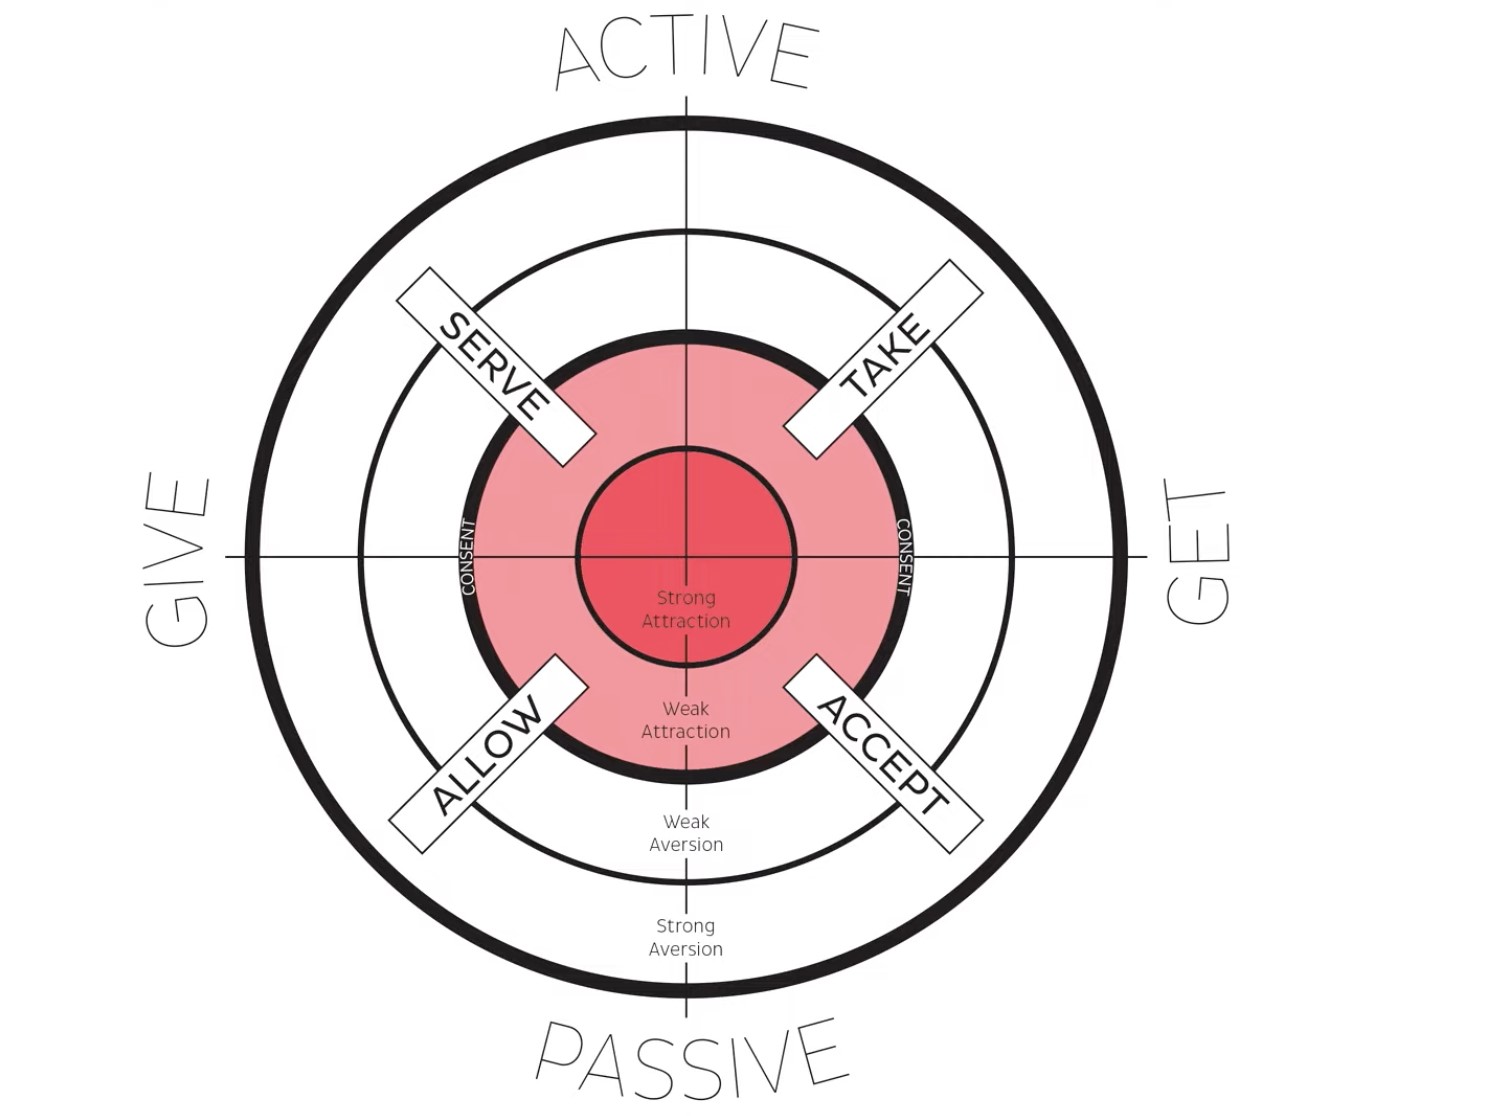 ACTIVE
SERVE
TAKE
GIVE
CONSENT
CONSENT
GET
Strong
Attraction
Weak
Attraction
ALLOW
ACCEPT
Weak
Aversion
Strong
Aversion
PASSIVE